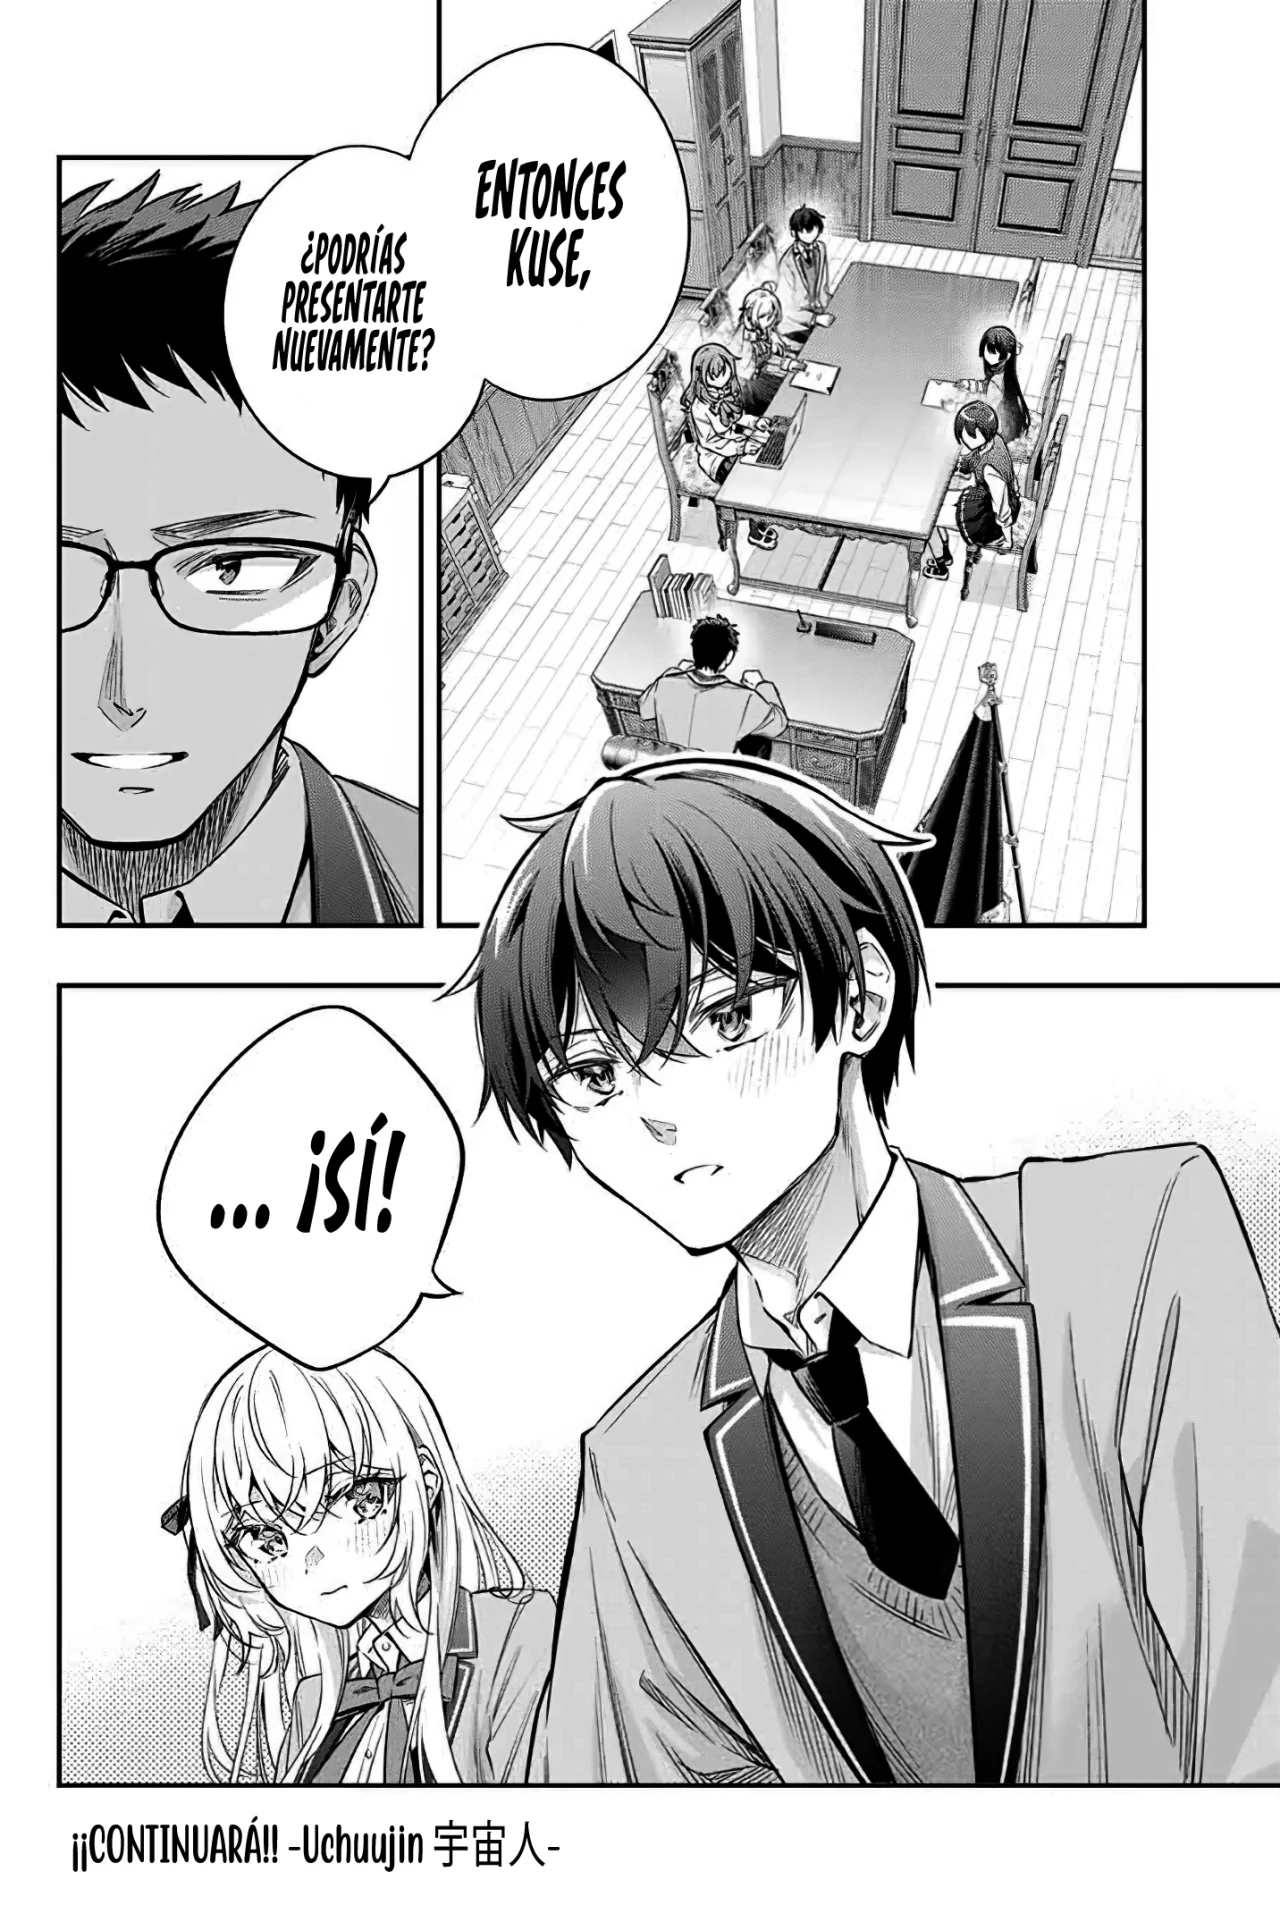 ENTONCES
KUSE,
¿PODRÍAS
PRESENTARTE
NUEVAMENTE?
... ¡SÍ!
¡¡CONTINUARÁ!! -Uchuujin 宇宙人-